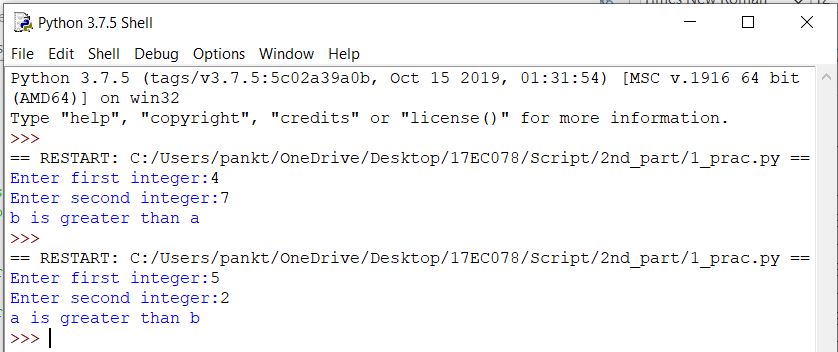 Times New Roman
12
Python 3.7.5 Shell
File Edit Shell Debug Options Window Help
Python 3.7.5 (tags/v3.7.5:5c02a39a0b, Oct 15 2019, 01:31:54) [MSC v.1916 64 bit
(AMD64)] on win32
Type "help", "copyright", "credits" or "license()" for more information.
>>>
== RESTART: C:/Users/pankt/OneDrive/Desktop/17EC078/Script/2nd_part/1_prac.py ==
Enter first integer:4
Enter second integer:7
b is greater than a
>>>
== RESTART: C:/Users/pankt/OneDrive/Desktop/17EC078/Script/2nd_part/1_prac.py ==
Enter first integer:5
Enter second integer:2
a is greater than b
>>>